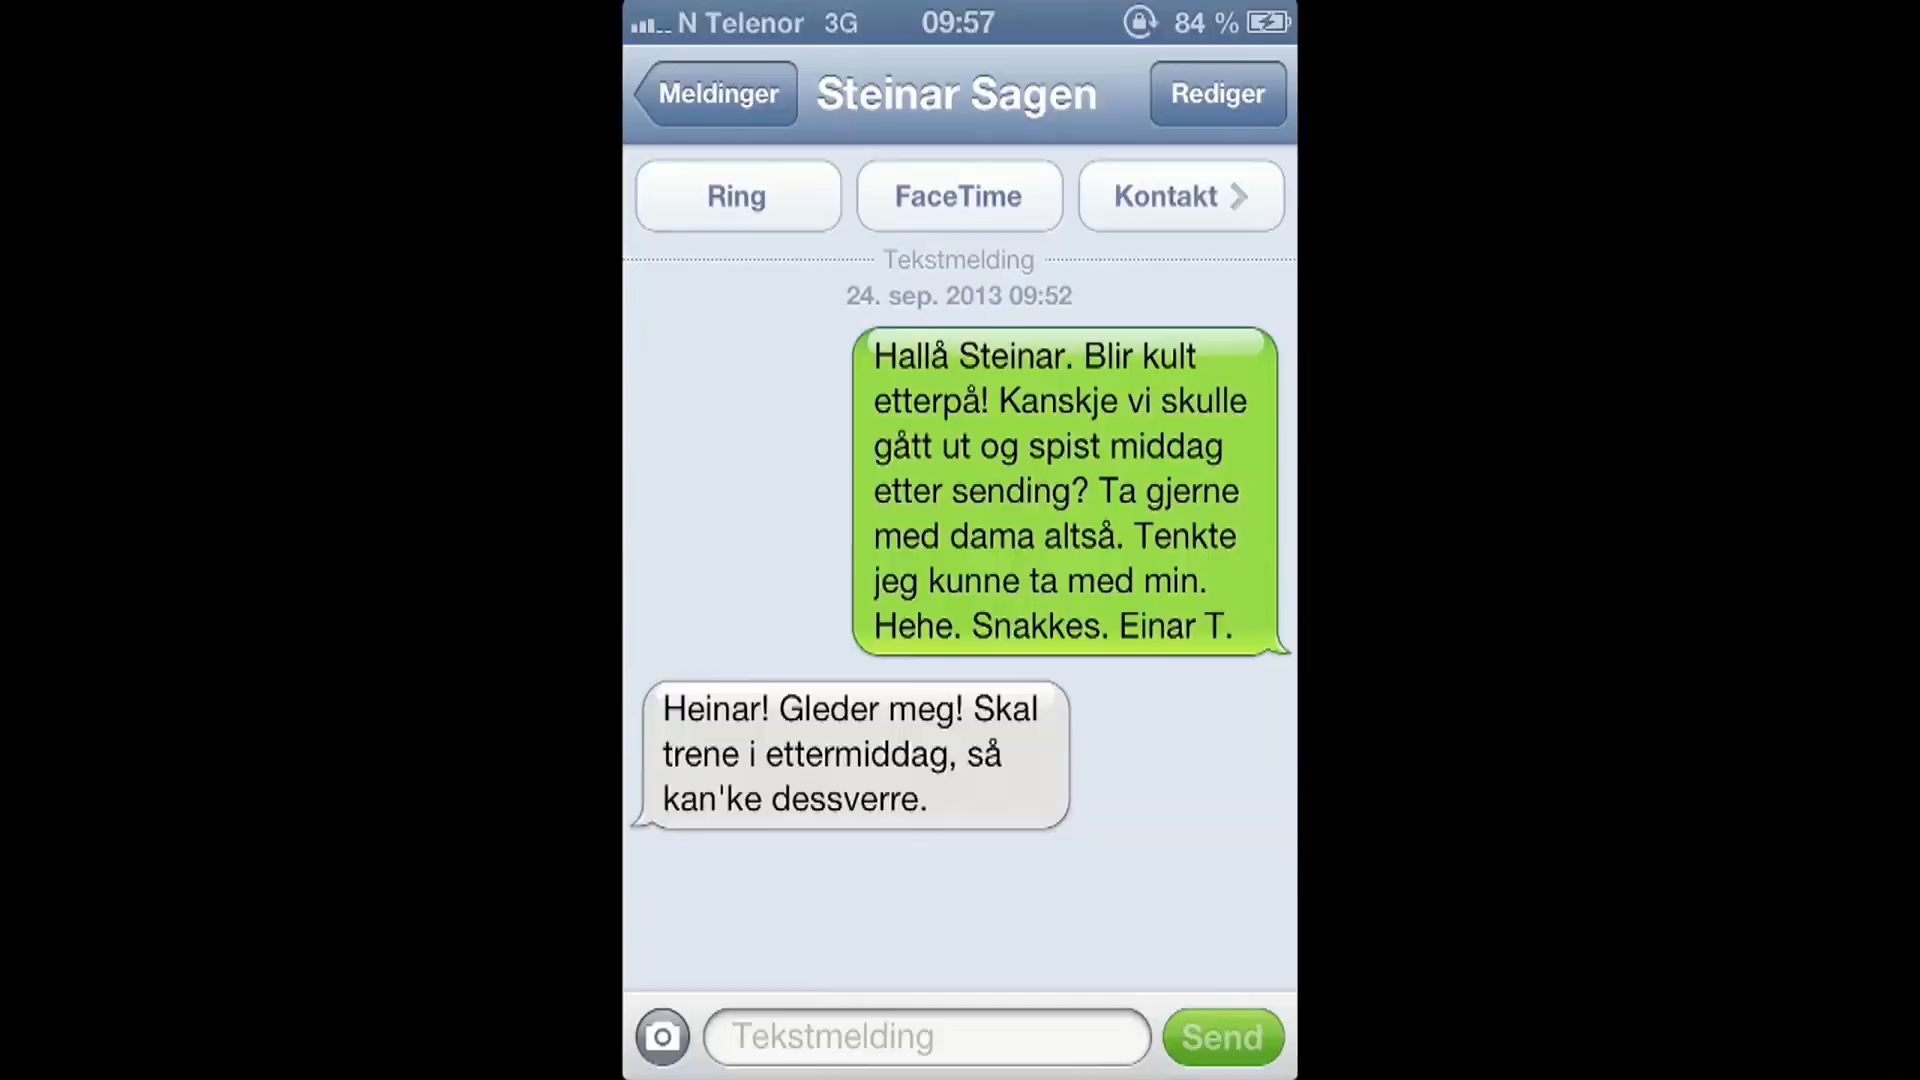 N Telenor 3G 09:57 84 %
Meldinger Steinar Sagen Rediger
Ring FaceTime Kontakt
Tekstmelding
24. sep. 2013 09:52
Hallå Steinar. Blir kult
etterpå! Kanskje vi skulle
gått ut og spist middag
etter sending? Ta gjerne
med dama altså. Tenkte
jeg kunne ta med min.
Hehe. Snakkes. Einar T.
Heinar! Gleder meg! Skal
trene i ettermiddag, så
kan'ke dessverre.
Tekstmelding Send